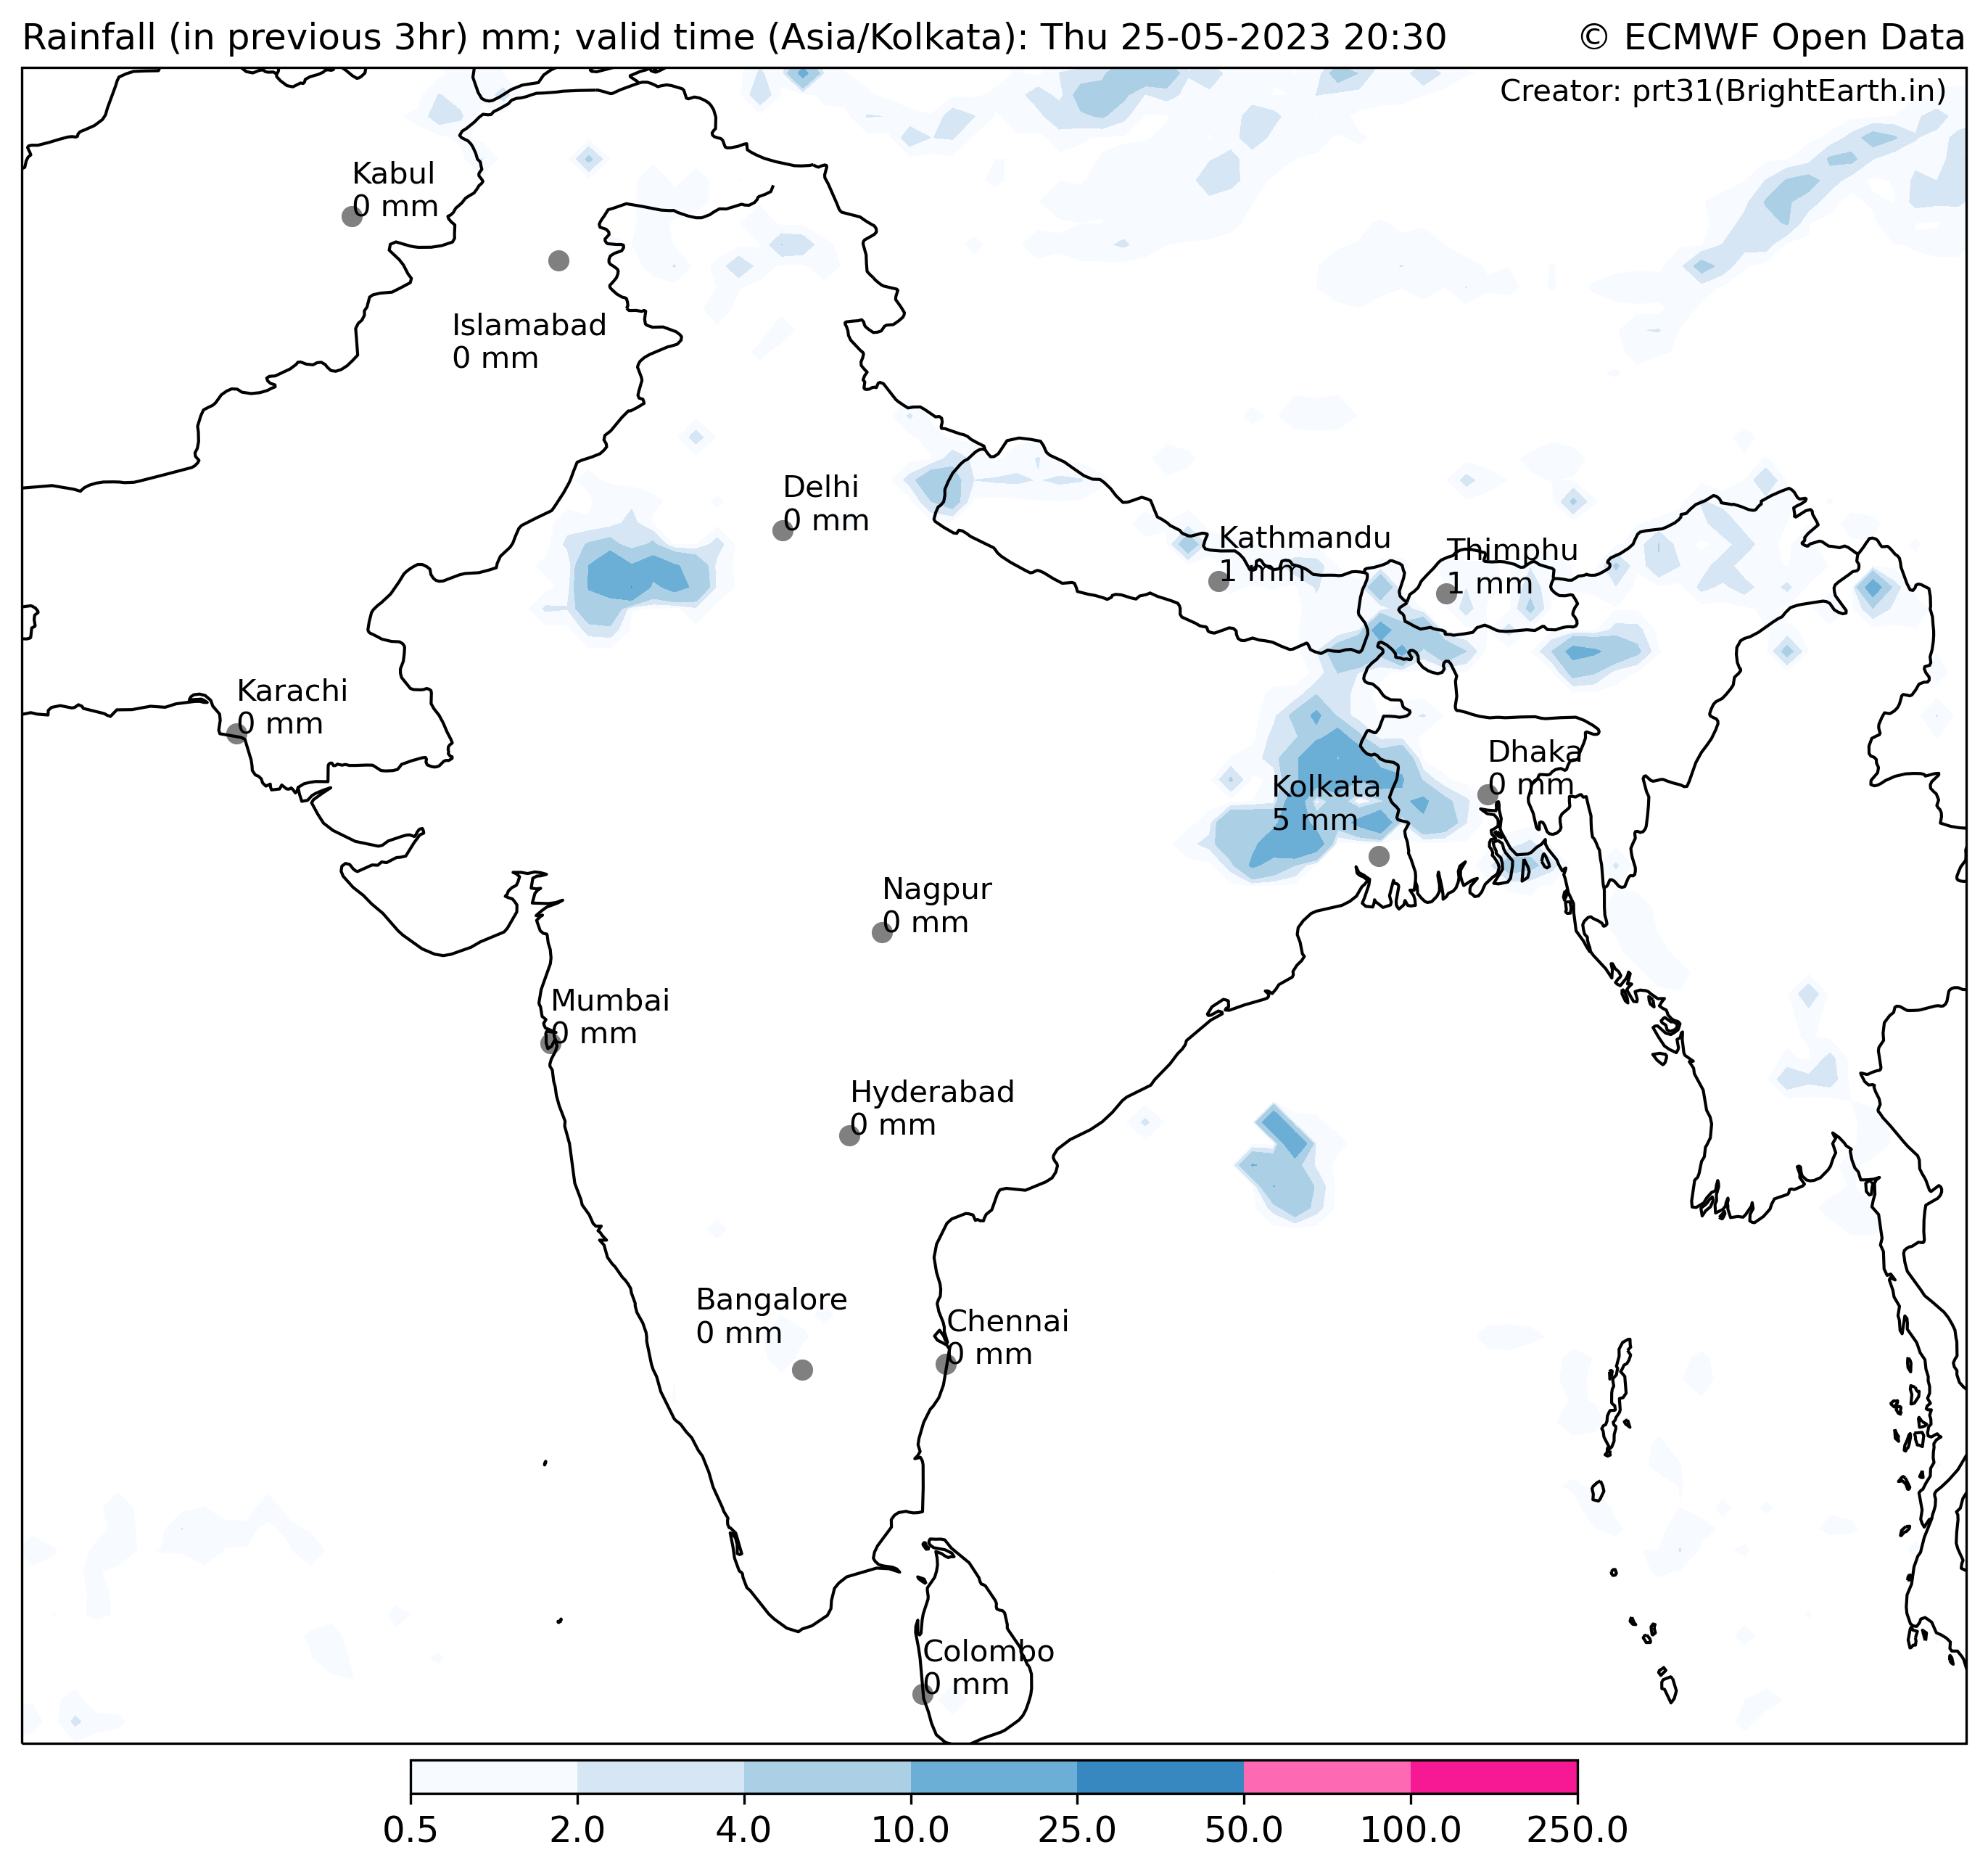 Rainfall (in previous 3hr) mm; valid time (Asia/Kolkata): Thu 25-05-2023 20:30
© ECMWF Open Data
Creator: prt31(BrightEarth.in)
Kabul
0 mm
Islamabad
0 mm
Delhi
0 mm
Kathmandu
1 mm
Thimphu
1 mm
Karachi
0 mm
Dhaka
0 mm
Kolkata
5 mm
Nagpur
0 mm
Mumbai
0 mm
Hyderabad
0 mm
Bangalore
0 mm
Chennai
0 mm
Colombo
0 mm
0.5 2.0 4.0 10.0 25.0 50.0 100.0 250.0